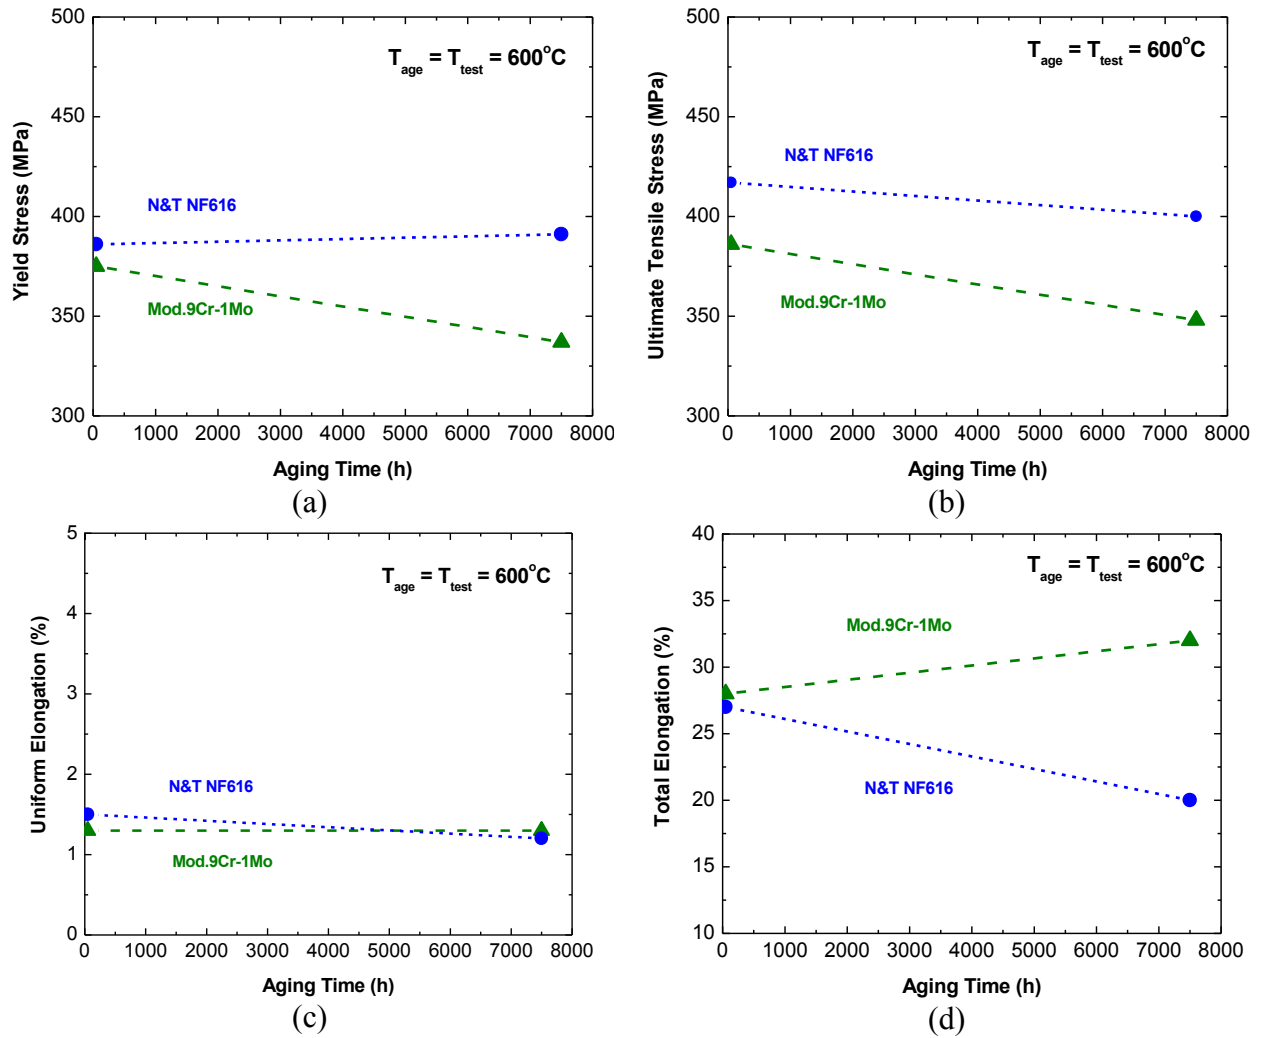 500
450
400
350
300
Yield Stress (MPa)
T_age = T_test = 600°C
N&T NF616
Mod.9Cr-1Mo
0 1000 2000 3000 4000 5000 6000 7000 8000
Aging Time (h)
(a)
500
450
400
350
300
Ultimate Tensile Stress (MPa)
T_age = T_test = 600°C
N&T NF616
Mod.9Cr-1Mo
0 1000 2000 3000 4000 5000 6000 7000 8000
Aging Time (h)
(b)
5
4
3
2
1
0
Uniform Elongation (%)
T_age = T_test = 600°C
N&T NF616
Mod.9Cr-1Mo
0 1000 2000 3000 4000 5000 6000 7000 8000
Aging Time (h)
(c)
40
35
30
25
20
15
10
Total Elongation (%)
T_age = T_test = 600°C
Mod.9Cr-1Mo
N&T NF616
0 1000 2000 3000 4000 5000 6000 7000 8000
Aging Time (h)
(d)